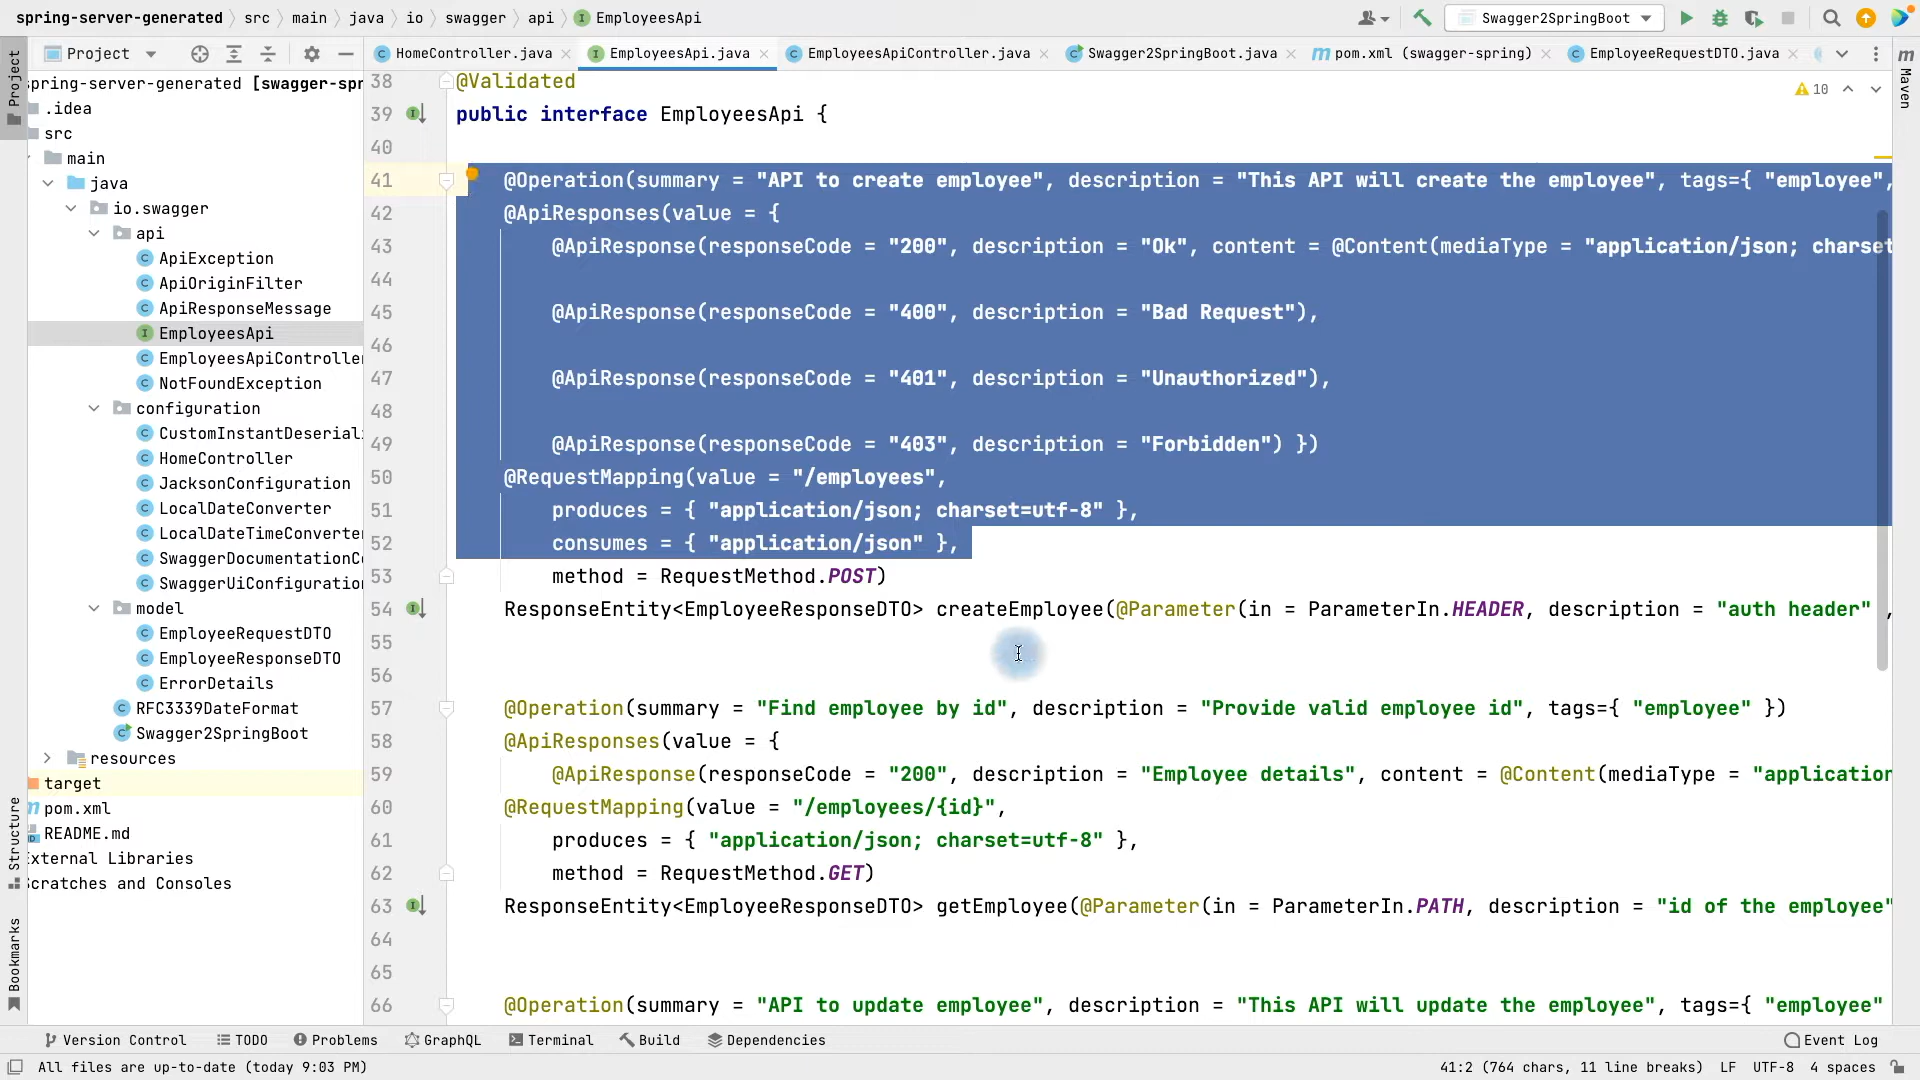 spring-server-generated src main java io swagger api EmployeesApi
Swagger2SpringBoot
Project
HomeController.java EmployeesApi.java EmployeesApiController.java Swagger2SpringBoot.java pom.xml (swagger-spring) EmployeeRequestDTO.java
Project
Structure
Bookmarks
Maven
10
spring-server-generated [swagger-spr
.idea
src
main
java
io.swagger
api
ApiException
ApiOriginFilter
ApiResponseMessage
EmployeesApi
EmployeesApiController
NotFoundException
configuration
CustomInstantDeseriali
HomeController
JacksonConfiguration
LocalDateConverter
LocalDateTimeConverter
SwaggerDocumentationCo
SwaggerUiConfiguration
model
EmployeeRequestDTO
EmployeeResponseDTO
ErrorDetails
RFC3339DateFormat
Swagger2SpringBoot
resources
target
pom.xml
README.md
External Libraries
Scratches and Consoles
38 @Validated
39 public interface EmployeesApi {
40
41 @Operation(summary = "API to create employee", description = "This API will create the employee", tags={ "employee",
42 @ApiResponses(value = {
43 @ApiResponse(responseCode = "200", description = "Ok", content = @Content(mediaType = "application/json; charset
44
45 @ApiResponse(responseCode = "400", description = "Bad Request"),
46
47 @ApiResponse(responseCode = "401", description = "Unauthorized"),
48
49 @ApiResponse(responseCode = "403", description = "Forbidden") })
50 @RequestMapping(value = "/employees",
51 produces = { "application/json; charset=utf-8" },
52 consumes = { "application/json" },
53 method = RequestMethod.POST)
54 ResponseEntity<EmployeeResponseDTO> createEmployee(@Parameter(in = ParameterIn.HEADER, description = "auth header" ,
55
56
57 @Operation(summary = "Find employee by id", description = "Provide valid employee id", tags={ "employee" })
58 @ApiResponses(value = {
59 @ApiResponse(responseCode = "200", description = "Employee details", content = @Content(mediaType = "application
60 @RequestMapping(value = "/employees/{id}",
61 produces = { "application/json; charset=utf-8" },
62 method = RequestMethod.GET)
63 ResponseEntity<EmployeeResponseDTO> getEmployee(@Parameter(in = ParameterIn.PATH, description = "id of the employee"
64
65
66 @Operation(summary = "API to update employee", description = "This API will update the employee", tags={ "employee"
Version Control TODO Problems GraphQL Terminal Build Dependencies Event Log
All files are up-to-date (today 9:03 PM) 41:2 (764 chars, 11 line breaks) LF UTF-8 4 spaces